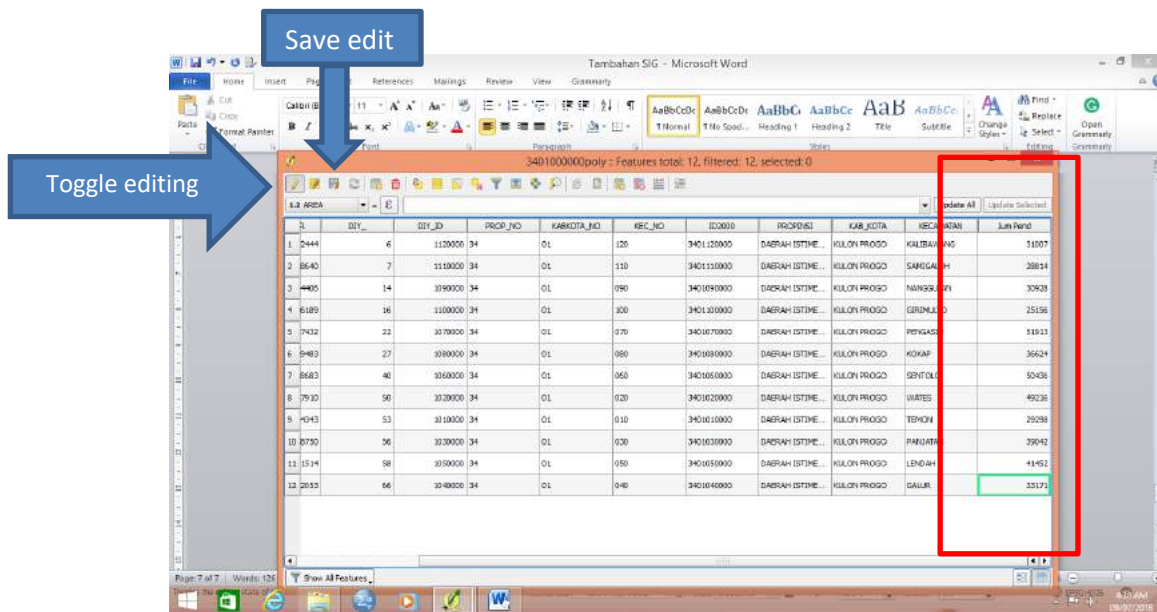 Save edit
Toggle editing
Tambahan SIG - Microsoft Word
File Home Insert References Mailings Review View Grammarly
Cut
Copy
Paste Format Painter
Find
Replace
Select
Change Styles
Open Grammarly
AaBbCcDc AaBbCcDc AaBbC AaBbCc AaB AaBbCc
Normal Heading 1 Heading 2 Title Subtitle
Font Paragraph Styles Editing Grammarly
3401000000poly :: Features total: 12, filtered: 12, selected: 0
1.2 AREA = ε Update All Update Selected
DIY_ DIY_ID PROP_NO KABKOTA_NO KEC_NO ID2000 PROPINSI KAB_KOTA Jum Pend
1 2444 6 1120000 34 01 120 3401120000 DAERAH ISTIME... KULON PROGO 31007
2 8640 7 1110000 34 01 110 3401110000 DAERAH ISTIME... KULON PROGO 28814
3 14 1090000 34 01 090 3401090000 DAERAH ISTIME... KULON PROGO 30928
4 6189 16 1100000 34 01 100 3401100000 DAERAH ISTIME... KULON PROGO 25156
5 7432 22 1070000 34 01 070 3401070000 DAERAH ISTIME... KULON PROGO 51913
6 9483 27 1080000 34 01 080 3401080000 DAERAH ISTIME... KULON PROGO KOKAP 36624
7 8683 40 1060000 34 01 060 3401060000 DAERAH ISTIME... KULON PROGO 50436
8 7910 50 1020000 34 01 020 3401020000 DAERAH ISTIME... KULON PROGO WATES 49216
9 53 1010000 34 01 010 3401010000 DAERAH ISTIME... KULON PROGO TEMON 29298
10 8750 56 1030000 34 01 030 3401030000 DAERAH ISTIME... KULON PROGO 39042
11 1514 58 1050000 34 01 050 3401050000 DAERAH ISTIME... KULON PROGO LENDAH 41452
12 2053 66 1040000 34 01 040 3401040000 DAERAH ISTIME... KULON PROGO GALUR 33171
Show All Features
Page: 7 of 7 Words: 126